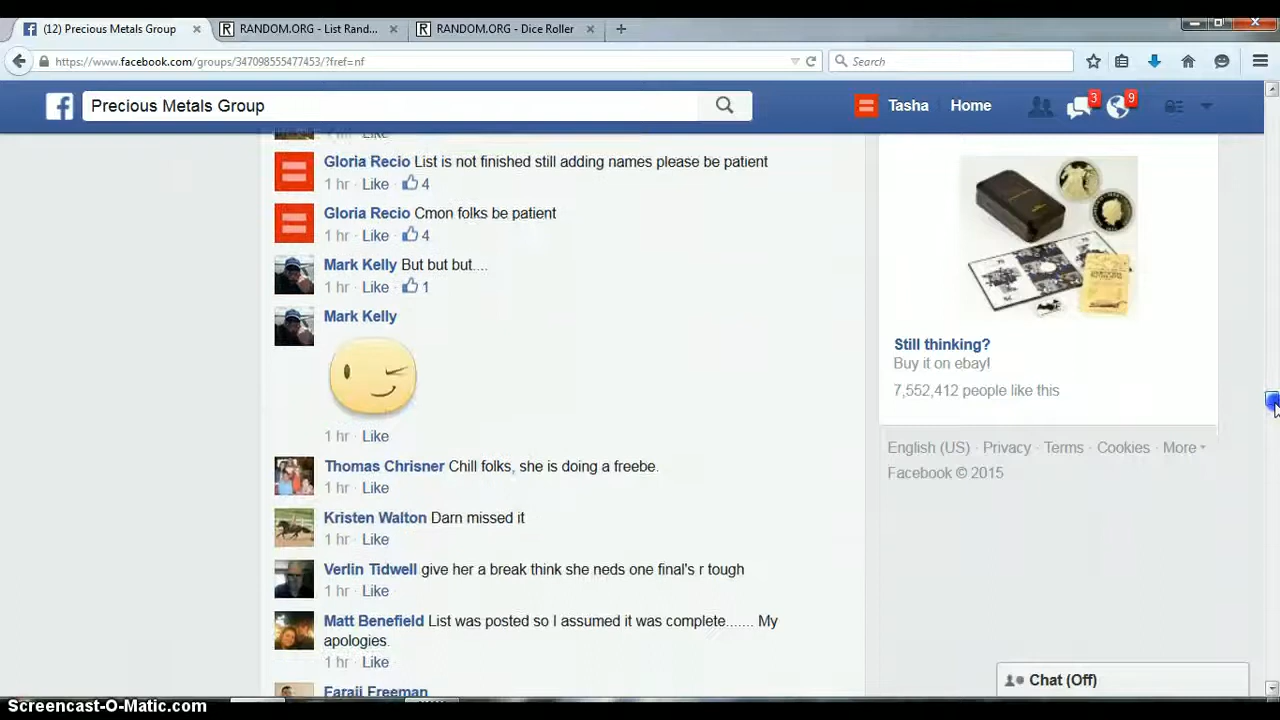 (12) Precious Metals Group
RANDOM.ORG - List Rand...
RANDOM.ORG - Dice Roller
https://www.facebook.com/groups/347098555477453/?fref=nf
Search
Precious Metals Group
Tasha
Home
3
9
Gloria Recio List is not finished still adding names please be patient
1 hr · Like · 4
Gloria Recio Cmon folks be patient
1 hr · Like · 4
Mark Kelly But but but....
1 hr · Like · 1
Mark Kelly
1 hr · Like
Thomas Chrisner Chill folks, she is doing a freebe.
1 hr · Like
Kristen Walton Darn missed it
1 hr · Like
Verlin Tidwell give her a break think she neds one final's r tough
1 hr · Like
Matt Benefield List was posted so I assumed it was complete....... My
apologies.
1 hr · Like
Faraji Freeman
Still thinking?
Buy it on ebay!
7,552,412 people like this
English (US) · Privacy · Terms · Cookies · More
Facebook © 2015
Chat (Off)
Screencast-O-Matic.com